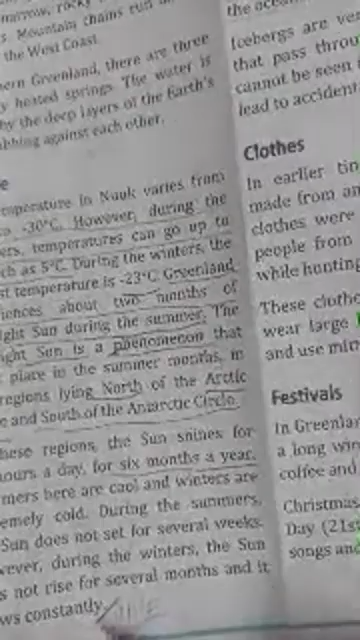 narrow, rocky
Mountain chains run
the West Coast.
ern Greenland, there are three
y heated springs. The water is
by the deep layers of the Earth's
bbing against each other.
e
mperature in Nuuk varies from
-30°C. However, during the
ers, temperatures can go up to
ch as 5°C. During the winters, the
st temperature is -23°C. Greenland
iences about two months of
ight Sun during the summer. The
ight Sun is a phenomenon that
place in the summer months, in
regions lying North of the Arctic
e and South of the Antarctic Circle.
hese regions, the Sun shines for
hours a day, for six months a year.
mers here are cool and winters are
emely cold. During the summers,
Sun does not set for several weeks.
wever, during the winters, the Sun
s not rise for several months and it
ws constantly.
the ocean
Icebergs are ve
that pass throu
cannot be seen
lead to accident
Clothes
In earlier tim
made from an
clothes were
people from
while hunting
These clothe
wear large
and use mitt
Festivals
In Greenlan
a long win
coffee and
Christmas,
Day (21st
songs and